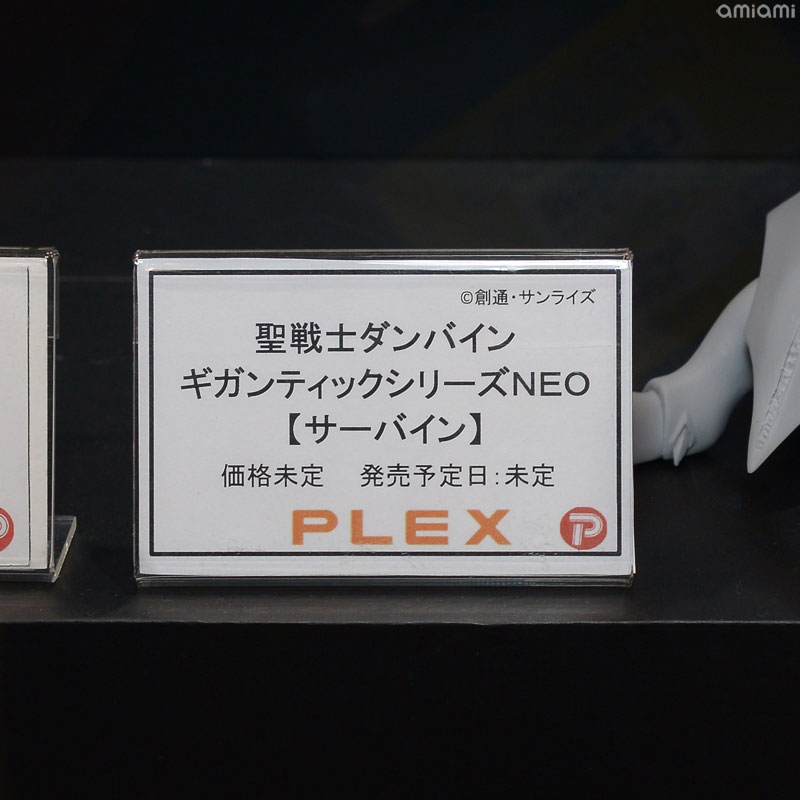 amiami
©創通・サンライズ
聖戦士ダンバイン
ギガンティックシリーズNEO
【サーバイン】
価格未定 発売予定日:未定
PLEX P